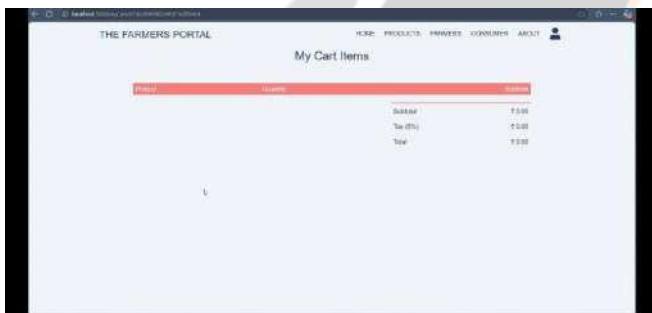 THE FARMERS PORTAL
HOME PRODUCTS FARMERS CONSUMER ABOUT
My Cart Items
Product Quantity Subtotal
Subtotal ₹ 0.00
Tax (5%) ₹ 0.00
Total ₹ 0.00